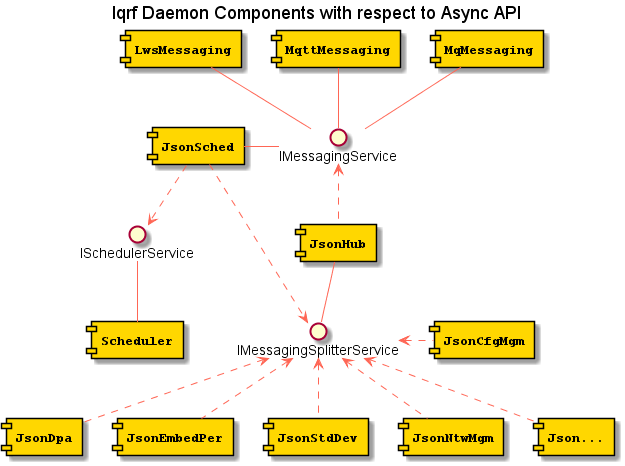 Iqrf Daemon Components with respect to Async API
LwsMessaging
MqttMessaging
MqMessaging
JsonSched
IMessagingService
ISchedulerService
JsonHub
Scheduler
IMessagingSplitterService
JsonCfgMgm
JsonDpa
JsonEmbedPer
JsonStdDev
JsonNtwMgm
Json...